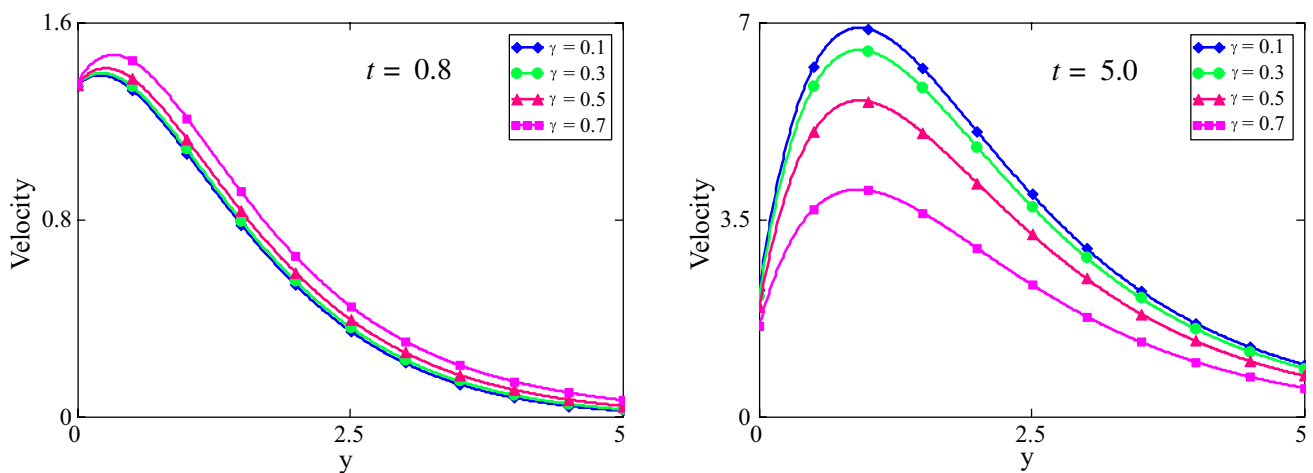 1.6
γ = 0.1
γ = 0.3
γ = 0.5
γ = 0.7
t = 0.8
Velocity
0.8
0
0
2.5
5
y
7
γ = 0.1
γ = 0.3
γ = 0.5
γ = 0.7
t = 5.0
Velocity
3.5
0
0
2.5
5
y